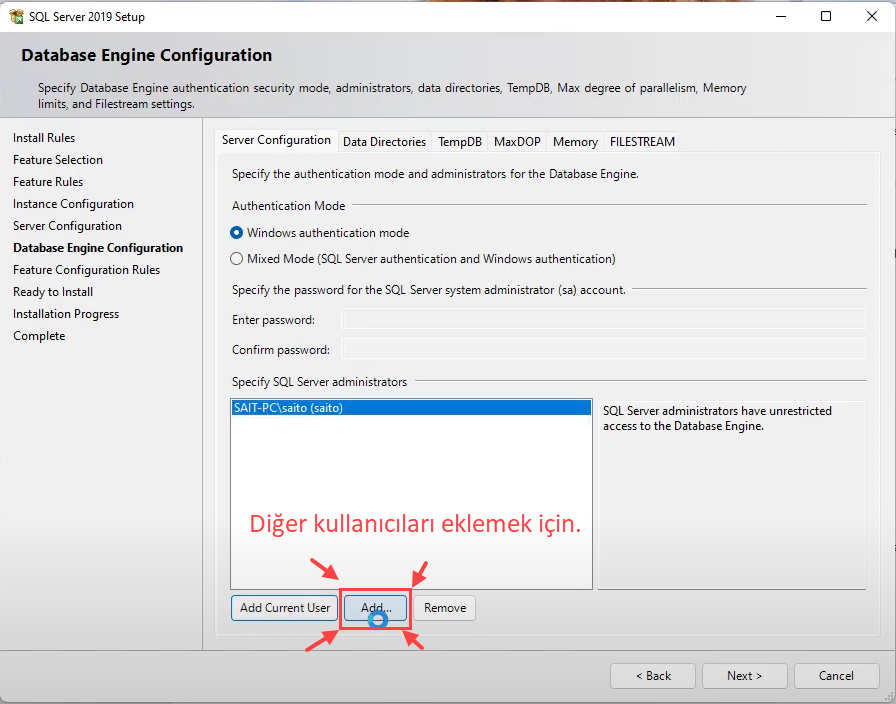 SQL Server 2019 Setup
Database Engine Configuration
Specify Database Engine authentication security mode, administrators, data directories, TempDB, Max degree of parallelism, Memory
limits, and Filestream settings.
Install Rules
Feature Selection
Feature Rules
Instance Configuration
Server Configuration
Database Engine Configuration
Feature Configuration Rules
Ready to Install
Installation Progress
Complete
Server Configuration Data Directories TempDB MaxDOP Memory FILESTREAM
Specify the authentication mode and administrators for the Database Engine.
Authentication Mode
Windows authentication mode
Mixed Mode (SQL Server authentication and Windows authentication)
Specify the password for the SQL Server system administrator (sa) account.
Enter password:
Confirm password:
Specify SQL Server administrators
SAIT-PC\saito (saito)
SQL Server administrators have unrestricted
access to the Database Engine.
Diğer kullanıcıları eklemek için.
Add Current User Add... Remove
< Back Next > Cancel